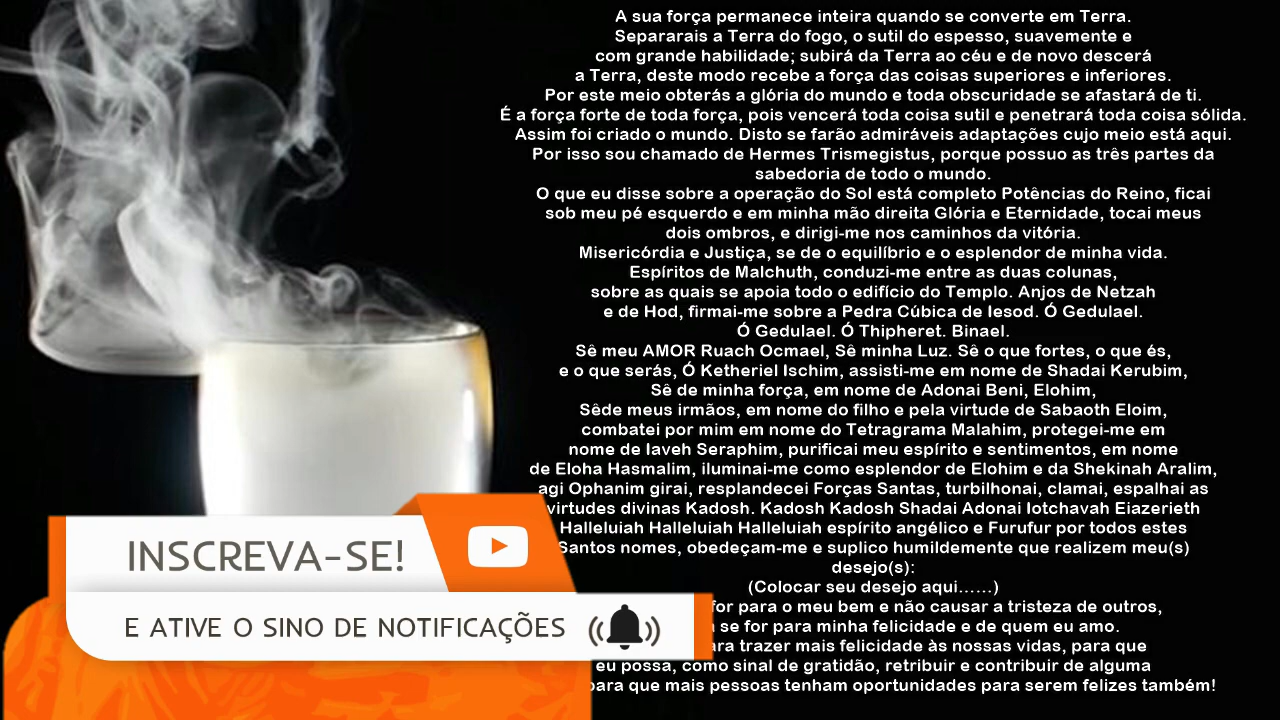 A sua força permanece inteira quando se converte em Terra.
Separarais a Terra do fogo, o sutil do espesso, suavemente e
com grande habilidade; subirá da Terra ao céu e de novo descerá
a Terra, deste modo recebe a força das coisas superiores e inferiores.
Por este meio obterás a glória do mundo e toda obscuridade se afastará de ti.
É a força forte de toda força, pois vencerá toda coisa sutil e penetrará toda coisa sólida.
Assim foi criado o mundo. Disto se farão admiráveis adaptações cujo meio está aqui.
Por isso sou chamado de Hermes Trismegistus, porque possuo as três partes da
sabedoria de todo o mundo.
O que eu disse sobre a operação do Sol está completo Potências do Reino, ficai
sob meu pé esquerdo e em minha mão direita Glória e Eternidade, tocai meus
dois ombros, e dirigi-me nos caminhos da vitória.
Misericórdia e Justiça, se de o equilíbrio e o esplendor de minha vida.
Espíritos de Malchuth, conduzi-me entre as duas colunas,
sobre as quais se apoia todo o edifício do Templo. Anjos de Netzah
e de Hod, firmai-me sobre a Pedra Cúbica de Iesod. Ó Gedulael.
Ó Gedulael. Ó Thipheret. Binael.
Sê meu AMOR Ruach Ocmael, Sê minha Luz. Sê o que fortes, o que és,
e o que serás, Ó Ketheriel Ischim, assisti-me em nome de Shadai Kerubim,
Sê de minha força, em nome de Adonai Beni, Elohim,
Sêde meus irmãos, em nome do filho e pela virtude de Sabaoth Eloim,
combatei por mim em nome do Tetragrama Malahim, protegei-me em
nome de Iaveh Seraphim, purificai meu espírito e sentimentos, em nome
de Eloha Hasmalim, iluminai-me como esplendor de Elohim e da Shekinah Aralim,
agi Ophanim girai, resplandecei Forças Santas, turbilhonai, clamai, espalhai as
virtudes divinas Kadosh. Kadosh Kadosh Shadai Adonai Iotchavah Eiazerieth
Halleluiah Halleluiah Halleluiah espírito angélico e Furufur por todos estes
Santos nomes, obedeçam-me e suplico humildemente que realizem meu(s)
desejo(s):
(Colocar seu desejo aqui......)
for para o meu bem e não causar a tristeza de outros,
se for para minha felicidade e de quem eu amo.
trazer mais felicidade às nossas vidas, para que
eu possa, como sinal de gratidão, retribuir e contribuir de alguma
para que mais pessoas tenham oportunidades para serem felizes também!
INSCREVA-SE!
E ATIVE O SINO DE NOTIFICAÇÕES